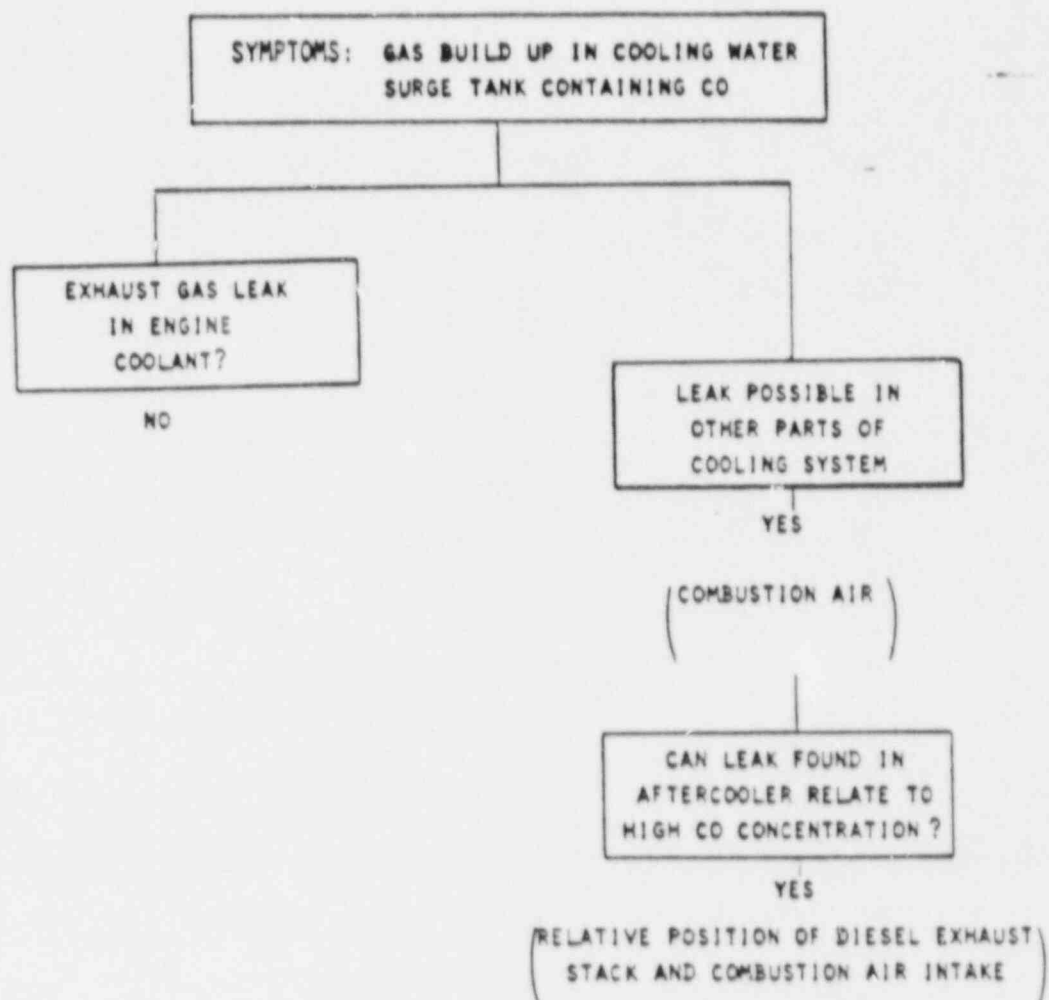 SYMPTOMS: GAS BUILD UP IN COOLING WATER
SURGE TANK CONTAINING CO
EXHAUST GAS LEAK
IN ENGINE
COOLANT?
NO
LEAK POSSIBLE IN
OTHER PARTS OF
COOLING SYSTEM
YES
(COMBUSTION AIR)
CAN LEAK FOUND IN
AFTERCOOLER RELATE TO
HIGH CO CONCENTRATION?
YES
(RELATIVE POSITION OF DIESEL EXHAUST
STACK AND COMBUSTION AIR INTAKE)